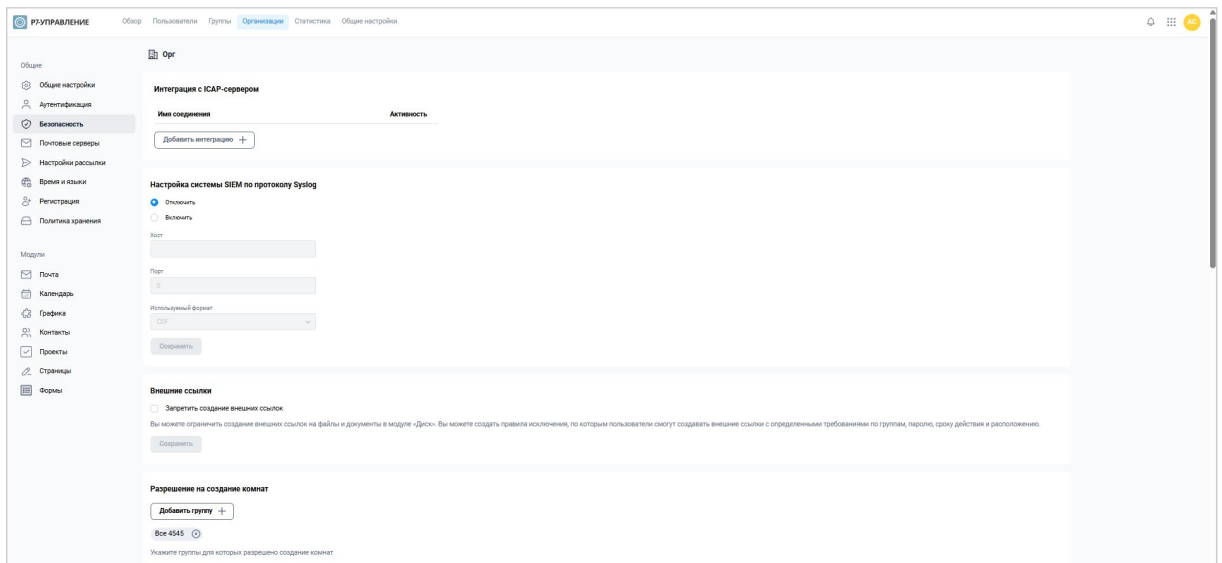 Р7-УПРАВЛЕНИЕ
Обзор Пользователи Группы Организации Статистика Общие настройки
АС
Общие
Общие настройки
Аутентификация
Безопасность
Почтовые серверы
Настройки рассылки
Время и языки
Регистрация
Политика хранения
Модули
Почта
Календарь
Графика
Контакты
Проекты
Страницы
Формы
Орг
Интеграция с ICAP-сервером
Имя соединения Активность
Добавить интеграцию
Настройка системы SIEM по протоколу Syslog
Отключить
Включить
Хост
Порт
0
Используемый формат
CEF
Сохранить
Внешние ссылки
Запретить создание внешних ссылок
Вы можете ограничить создание внешних ссылок на файлы и документы в модуле «Диск». Вы можете создать правила исключения, по которым пользователи смогут создавать внешние ссылки с определенными требованиями по группам, паролю, сроку действия и расположению.
Сохранить
Разрешение на создание комнат
Добавить группу
Все 4545
Укажите группы для которых разрешено создание комнат